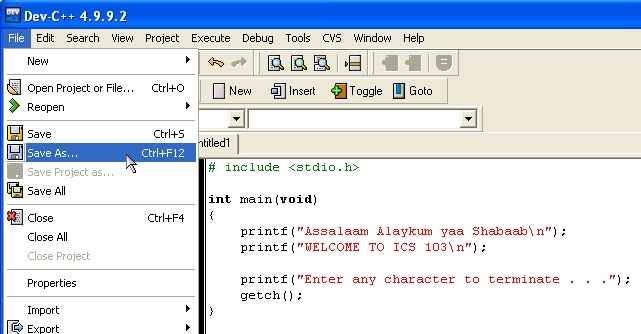 Dev-C++ 4.9.9.2
File Edit Search View Project Execute Debug Tools CVS Window Help
New
Open Project or File... Ctrl+O
Reopen
Save Ctrl+S
Save As... Ctrl+F12
Save Project as...
Save All
Close Ctrl+F4
Close All
Close Project
Properties
Import
Export
New Insert Toggle Goto
ntitled1
# include <stdio.h>
int main(void)
{
printf("Assalaam Alaykum yaa Shabaab\n");
printf("WELCOME TO ICS 103\n");
printf("Enter any character to terminate . . .");
getch();
}